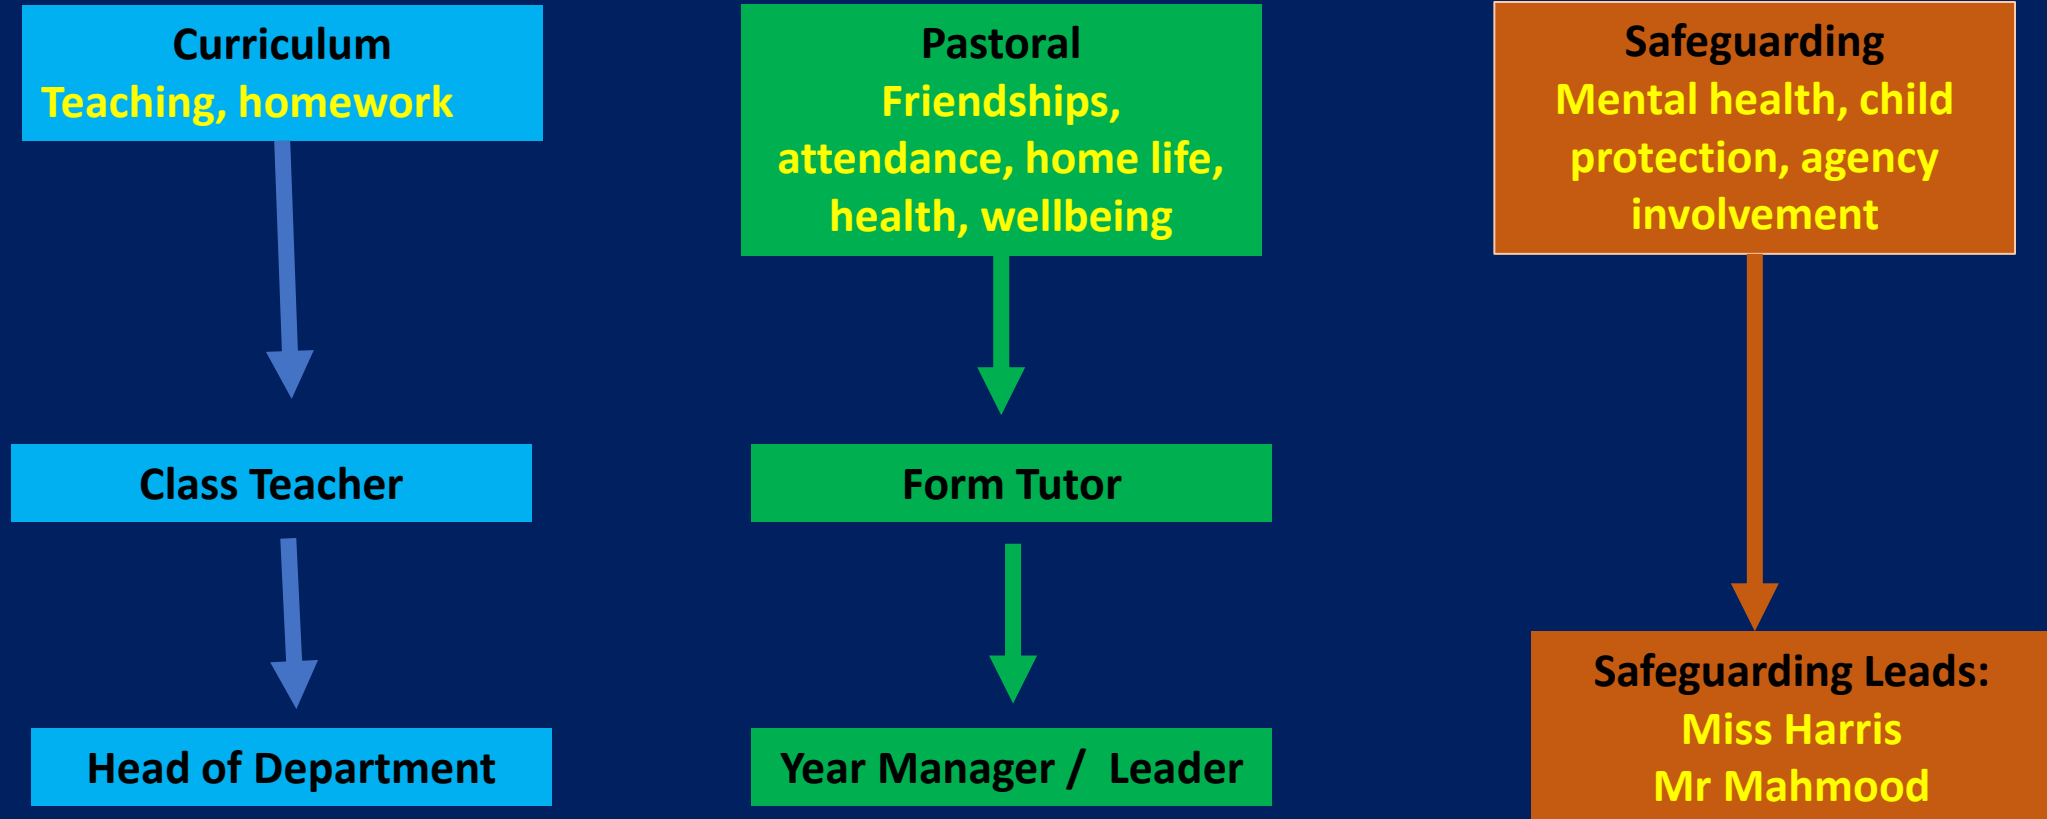 Curriculum
Teaching, homework
Pastoral
Friendships,
attendance, home life,
health, wellbeing
Safeguarding
Mental health, child
protection, agency
involvement
Class Teacher
Form Tutor
Head of Department
Year Manager / Leader
Safeguarding Leads:
Miss Harris
Mr Mahmood